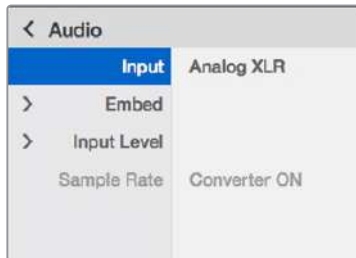 Audio
Input Analog XLR
Embed
Input Level
Sample Rate Converter ON